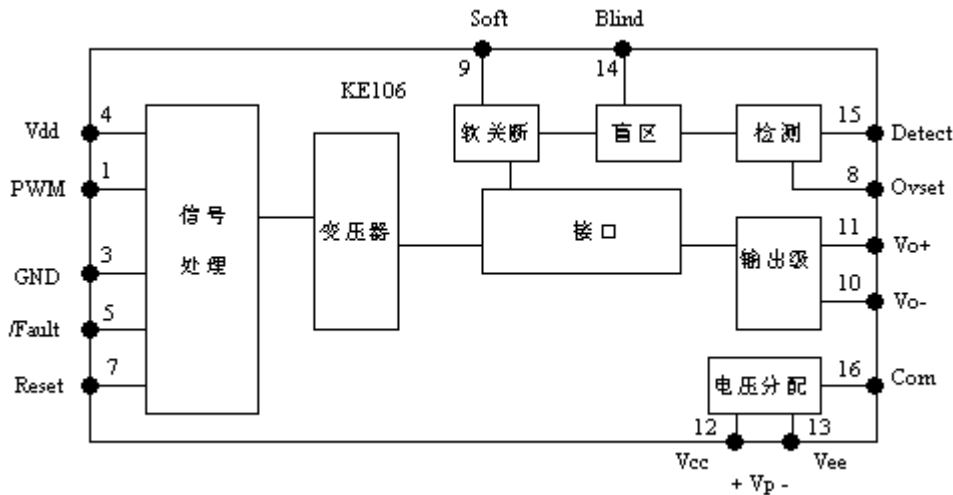 Soft
Blind
9
14
KE106
4
Vdd
软关断
盲区
检测
15
Detect
1
PWM
8
Ovset
信号
处理
变压器
接口
11
Vo+
输出级
3
GND
10
Vo-
5
/Fault
7
Reset
电压分配
16
Com
12
13
Vcc
Vee
+ Vp -